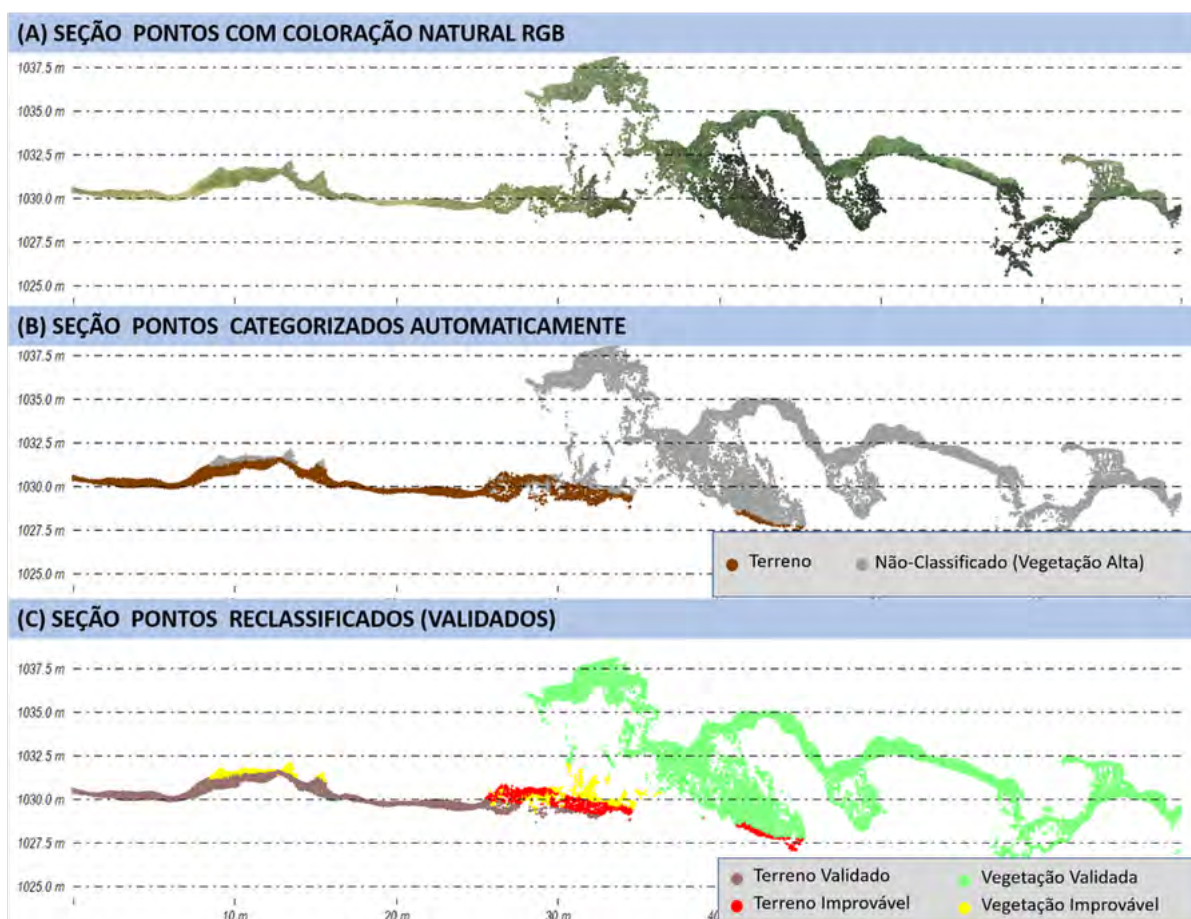 (A) SEÇÃO PONTOS COM COLORAÇÃO NATURAL RGB
1037.5 m
1035.0 m
1032.5 m
1030.0 m
1027.5 m
1025.0 m
(B) SEÇÃO PONTOS CATEGORIZADOS AUTOMATICAMENTE
1037.5 m
1035.0 m
1032.5 m
1030.0 m
1027.5 m
Terreno Não-Classificado (Vegetação Alta)
1025.0 m
(C) SEÇÃO PONTOS RECLASSIFICADOS (VALIDADOS)
1037.5 m
1035.0 m
1032.5 m
1030.0 m
1027.5 m
Terreno Validado Vegetação Validada
1025.0 m
Terreno Improvável Vegetação Improvável
10 m 20 m 30 m